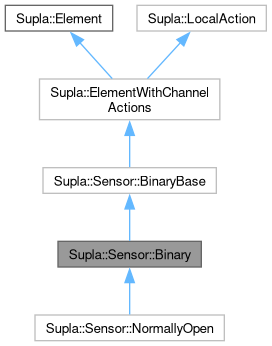 Supla::Element
Supla::LocalAction
Supla::ElementWithChannel
Actions
Supla::Sensor::BinaryBase
Supla::Sensor::Binary
Supla::Sensor::NormallyOpen